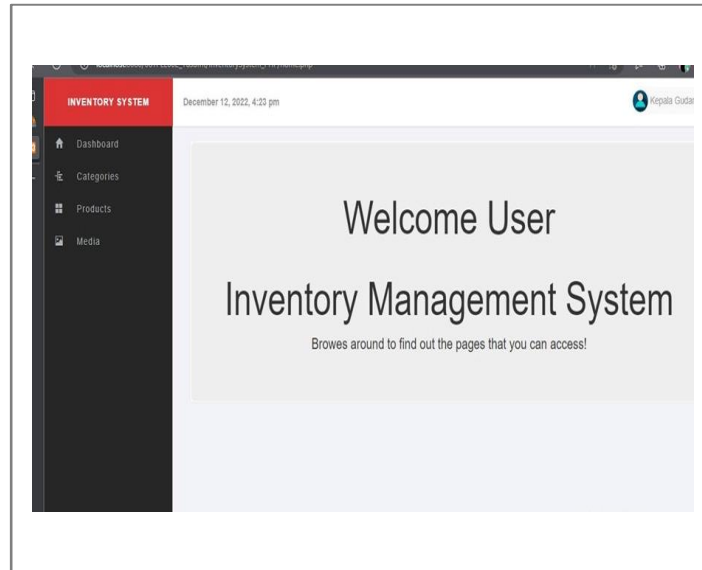 INVENTORY SYSTEM
December 12, 2022, 4:23 pm
Kepala Gudan
Dashboard
Categories
Products
Media
Welcome User
Inventory Management System
Browes around to find out the pages that you can access!